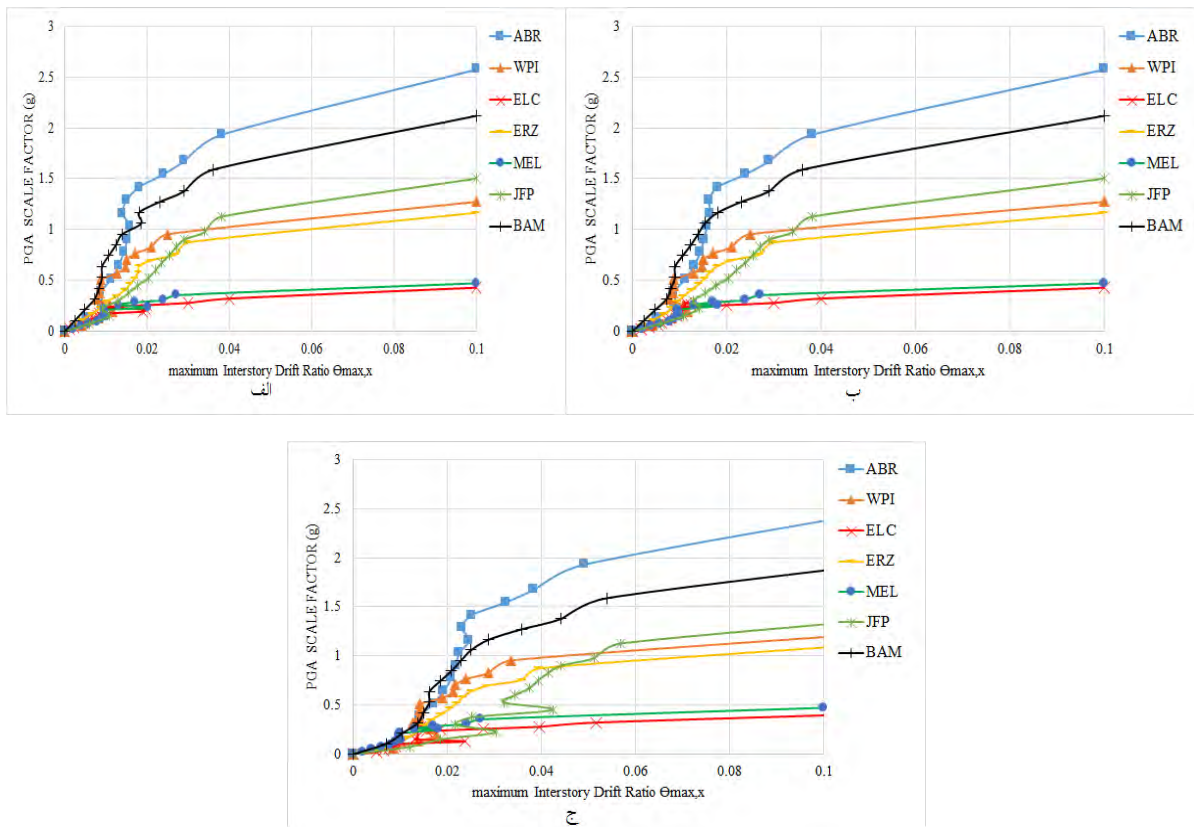 3
2.5
2
1.5
1
0.5
0
PGA SCALE FACTOR (g)
0 0.02 0.04 0.06 0.08 0.1
maximum Interstory Drift Ratio Θmax,x
ABR
WPI
ELC
ERZ
MEL
JFP
BAM
الف
3
2.5
2
1.5
1
0.5
0
PGA SCALE FACTOR (g)
0 0.02 0.04 0.06 0.08 0.1
maximum Interstory Drift Ratio Θmax,x
ABR
WPI
ELC
ERZ
MEL
JFP
BAM
ب
3
2.5
2
1.5
1
0.5
0
PGA SCALE FACTOR (g)
0 0.02 0.04 0.06 0.08 0.1
maximum Interstory Drift Ratio Θmax,x
ABR
WPI
ELC
ERZ
MEL
JFP
BAM
ج